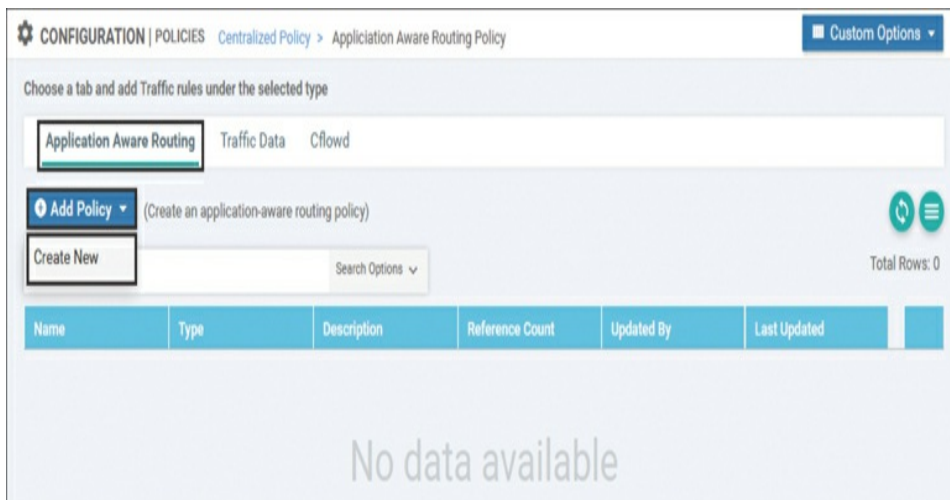 CONFIGURATION | POLICIES Centralized Policy > Appliciation Aware Routing Policy
Custom Options
Choose a tab and add Traffic rules under the selected type
Application Aware Routing Traffic Data Cflowd
Add Policy (Create an application-aware routing policy)
Create New
Search Options
Total Rows: 0
Name Type Description Reference Count Updated By Last Updated
No data available